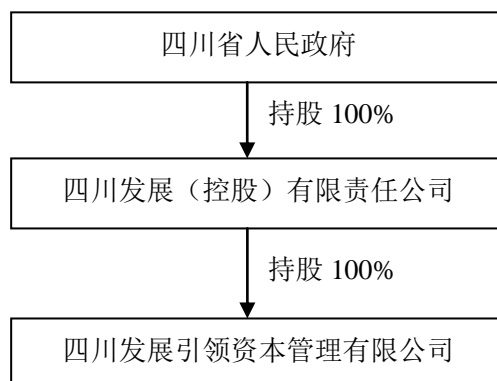 四川省人民政府
持股 100%
四川发展（控股）有限责任公司
持股 100%
四川发展引领资本管理有限公司